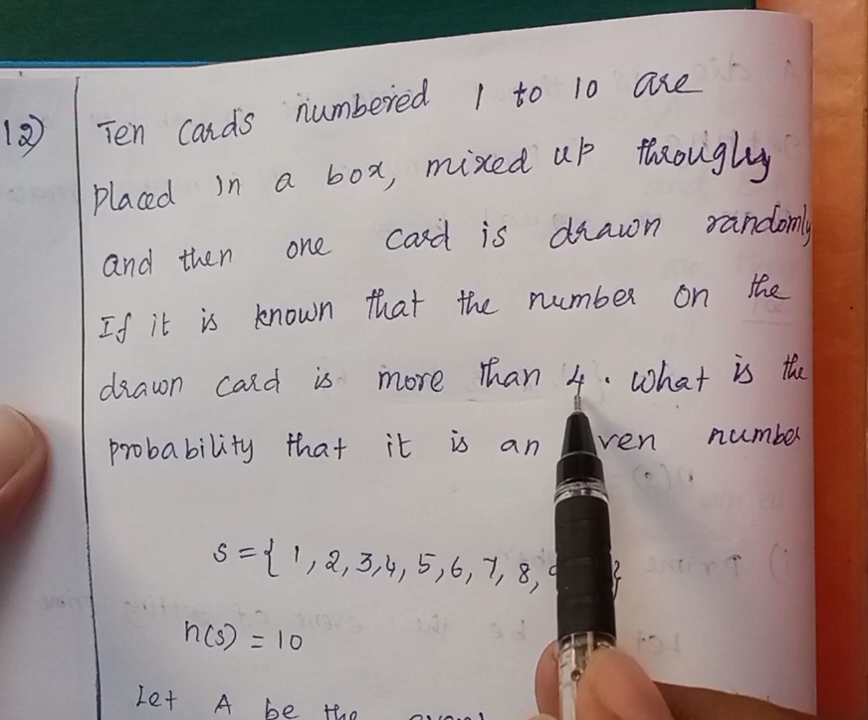 12) Ten cards numbered 1 to 10 are
placed in a box, mixed up througly
and then one card is drawn randomly
If it is known that the number on the
drawn card is more than 4. what is the
probability that it is an ven number
S={ 1, 2, 3, 4, 5, 6, 7, 8, }
n(s) = 10
Let A be the